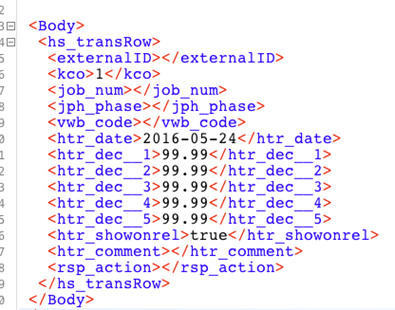 2
3 <Body>
4 <hs_transRow>
5 <externalID></externalID>
6 <kco>1</kco>
7 <job_num></job_num>
8 <jph_phase></jph_phase>
9 <vwb_code></vwb_code>
0 <htr_date>2016-05-24</htr_date>
1 <htr_dec__1>99.99</htr_dec__1>
2 <htr_dec__2>99.99</htr_dec__2>
3 <htr_dec__3>99.99</htr_dec__3>
4 <htr_dec__4>99.99</htr_dec__4>
5 <htr_dec__5>99.99</htr_dec__5>
6 <htr_showonrel>true</htr_showonrel>
7 <htr_comment></htr_comment>
8 <rsp_action></rsp_action>
9 </hs_transRow>
0 </Body>